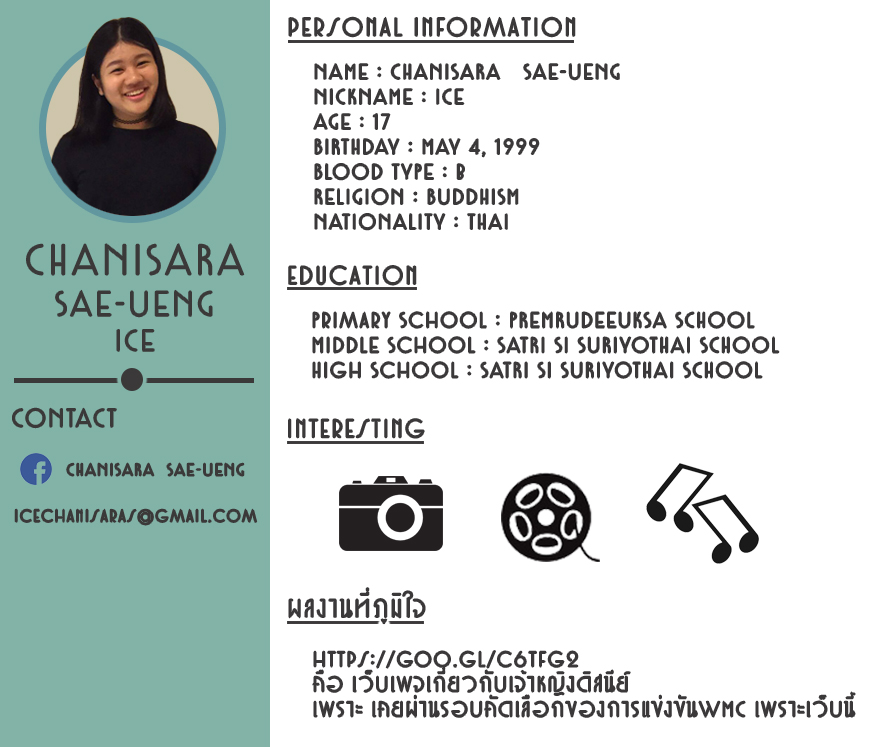 CHANISARA
SAE-UENG
ICE
CONTACT
CHANISARA SAE-UENG
ICECHANISARAS@GMAIL.COM
PERSONAL INFORMATION
NAME : CHANISARA SAE-UENG
NICKNAME : ICE
AGE : 17
BIRTHDAY : MAY 4, 1999
BLOOD TYPE : B
RELIGION : BUDDHISM
NATIONALITY : THAI
EDUCATION
PRIMARY SCHOOL : PREMRUDEEUKSA SCHOOL
MIDDLE SCHOOL : SATRI SI SURIYOTHAI SCHOOL
HIGH SCHOOL : SATRI SI SURIYOTHAI SCHOOL
INTERESTING
ผลงานที่ภูมิใจ
HTTPS://GOO.GL/C6TFG2
คือ เว็บเพจเกี่ยวกับเจ้าหญิงดิสนีย์
เพราะ เคยผ่านรอบคัดเลือกของการแข่งขันWMC เพราะเว็บนี้